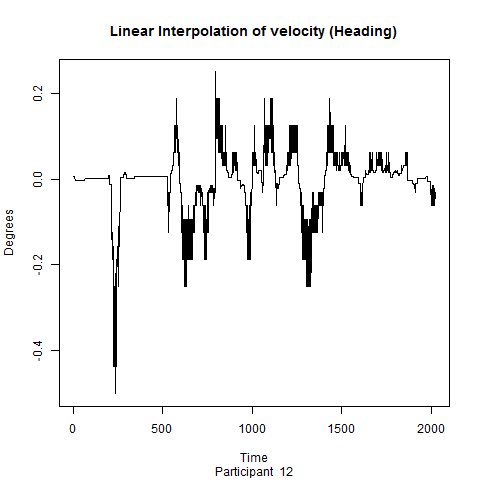 Linear Interpolation of velocity (Heading)
0.2
0.0
-0.2
-0.4
Degrees
0 500 1000 1500 2000
Time
Participant 12